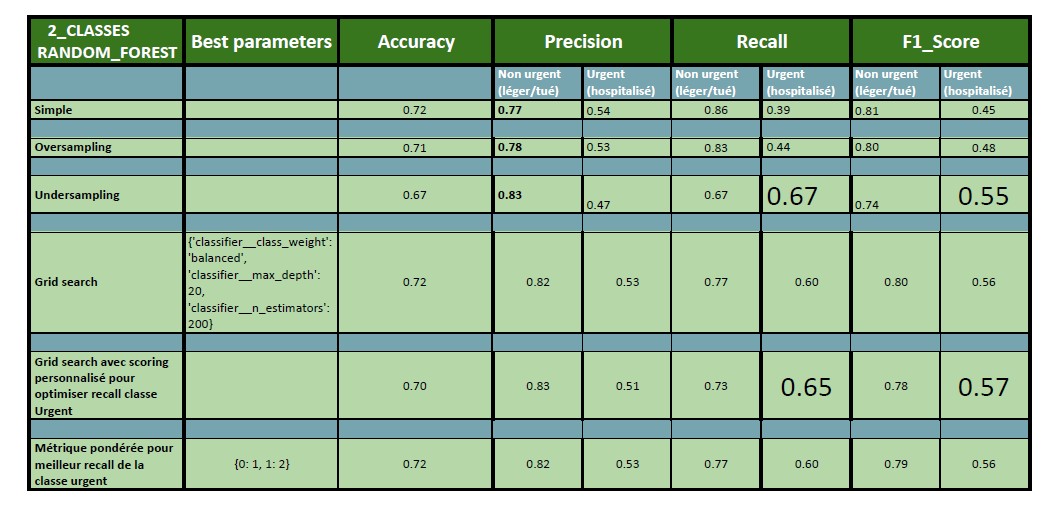 2_CLASSES
RANDOM_FOREST Best parameters Accuracy Precision Recall F1_Score
Non urgent Urgent Non urgent Urgent Non urgent Urgent
(léger/tué) (hospitalisé) (léger/tué) (hospitalisé) (léger/tué) (hospitalisé)
Simple 0.72 0.77 0.54 0.86 0.39 0.81 0.45
Oversampling 0.71 0.78 0.53 0.83 0.44 0.80 0.48
Undersampling 0.67 0.83 0.47 0.67 0.67 0.74 0.55
{'classifier__class_weight':
'balanced',
'classifier__max_depth':
Grid search 20, 0.72 0.82 0.53 0.77 0.60 0.80 0.56
'classifier__n_estimators':
200}
Grid search avec scoring
personnalisé pour
optimiser recall classe
Urgent 0.70 0.83 0.51 0.73 0.65 0.78 0.57
Métrique pondérée pour
meilleur recall de la
classe urgent {0: 1, 1: 2} 0.72 0.82 0.53 0.77 0.60 0.79 0.56